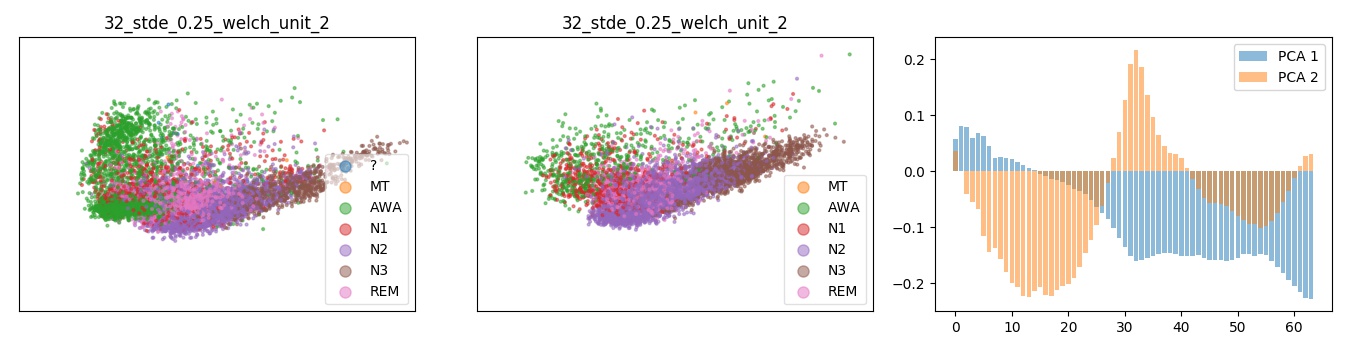 32_stde_0.25_welch_unit_2
?
MT
AWA
N1
N2
N3
REM
32_stde_0.25_welch_unit_2
MT
AWA
N1
N2
N3
REM
PCA 1
PCA 2
0.2
0.1
0.0
−0.1
−0.2
0 10 20 30 40 50 60